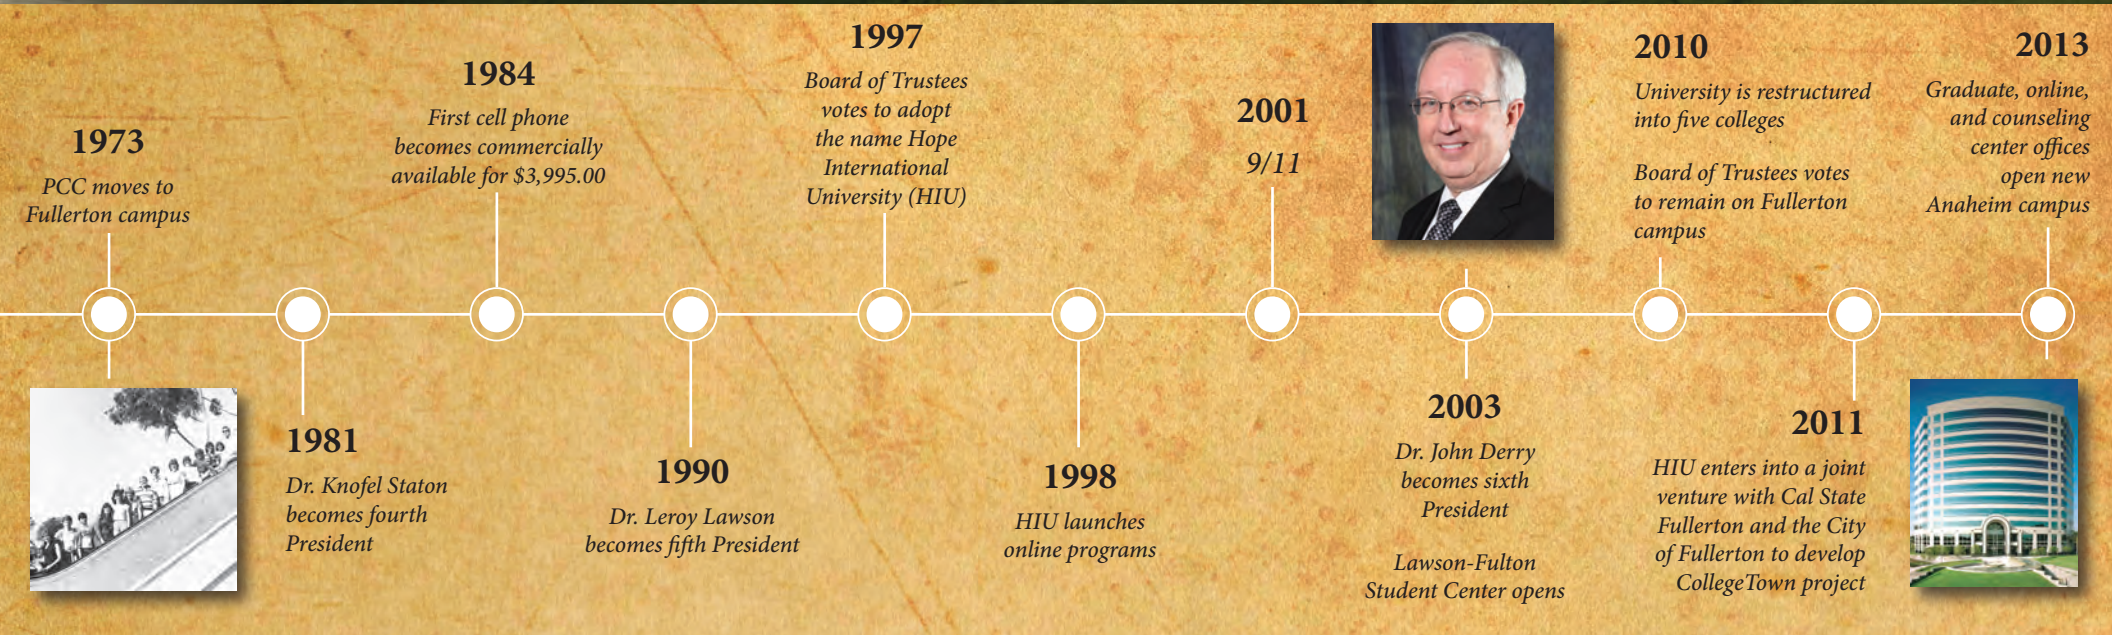 1973
PCC moves to
Fullerton campus
1981
Dr. Knofel Staton
becomes fourth
President
1984
First cell phone
becomes commercially
available for $3,995.00
1990
Dr. Leroy Lawson
becomes fifth President
1997
Board of Trustees
votes to adopt
the name Hope
International
University (HIU)
1998
HIU launches
online programs
2001
9/11
2003
Dr. John Derry
becomes sixth
President
Lawson-Fulton
Student Center opens
2010
University is restructured
into five colleges
Board of Trustees votes
to remain on Fullerton
campus
2011
HIU enters into a joint
venture with Cal State
Fullerton and the City
of Fullerton to develop
CollegeTown project
2013
Graduate, online,
and counseling
center offices
open new
Anaheim campus